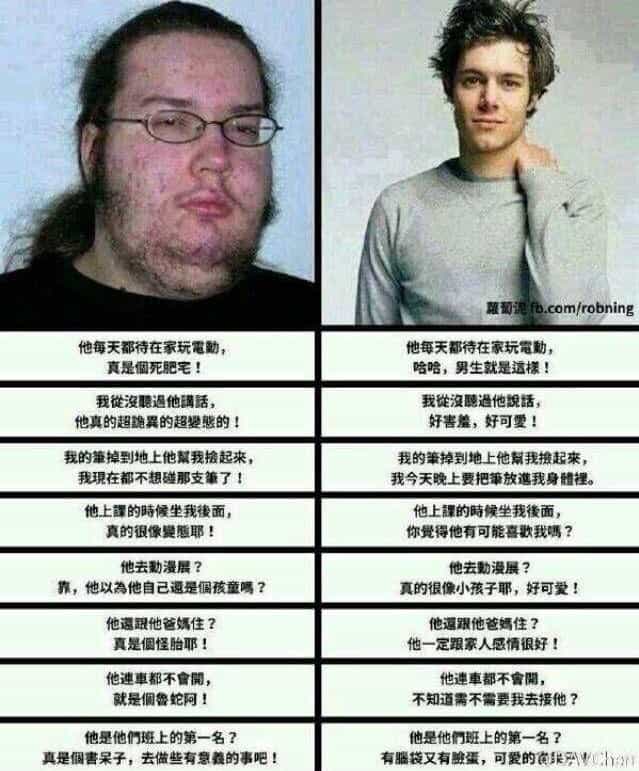 蘿蔔泥 fb.com/robning
他每天都待在家玩電動，
真是個死肥宅！
他每天都待在家玩電動，
哈哈，男生就是這樣！
我從沒聽過他講話，
他真的超詭異的超變態的！
我從沒聽過他說話，
好害羞，好可愛！
我的筆掉到地上他幫我撿起來，
我現在都不想碰那支筆了！
我的筆掉到地上他幫我撿起來，
我今天晚上要把筆放進我身體裡。
他上課的時候坐我後面，
真的很像變態耶！
他上課的時候坐我後面，
你覺得他有可能喜歡我嗎？
他去動漫展？
靠，他以為他自己還是個孩童嗎？
他去動漫展？
真的很像小孩子耶，好可愛！
他還跟他爸媽住？
真是個怪胎耶！
他還跟他爸媽住？
他一定跟家人感情很好！
他連車都不會開，
就是個魯蛇阿！
他連車都不會開，
不知道需不需要我去接他？
他是他們班上的第一名？
真是個書呆子，去做些有意義的事吧！
他是他們班上的第一名？
有腦袋又有臉蛋，可愛的